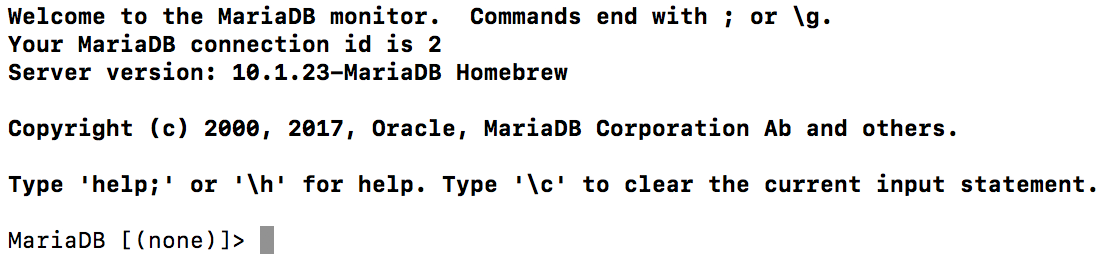 Welcome to the MariaDB monitor.  Commands end with ; or \g.
Your MariaDB connection id is 2
Server version: 10.1.23-MariaDB Homebrew
Copyright (c) 2000, 2017, Oracle, MariaDB Corporation Ab and others.
Type 'help;' or '\h' for help. Type '\c' to clear the current input statement.
MariaDB [(none)]>